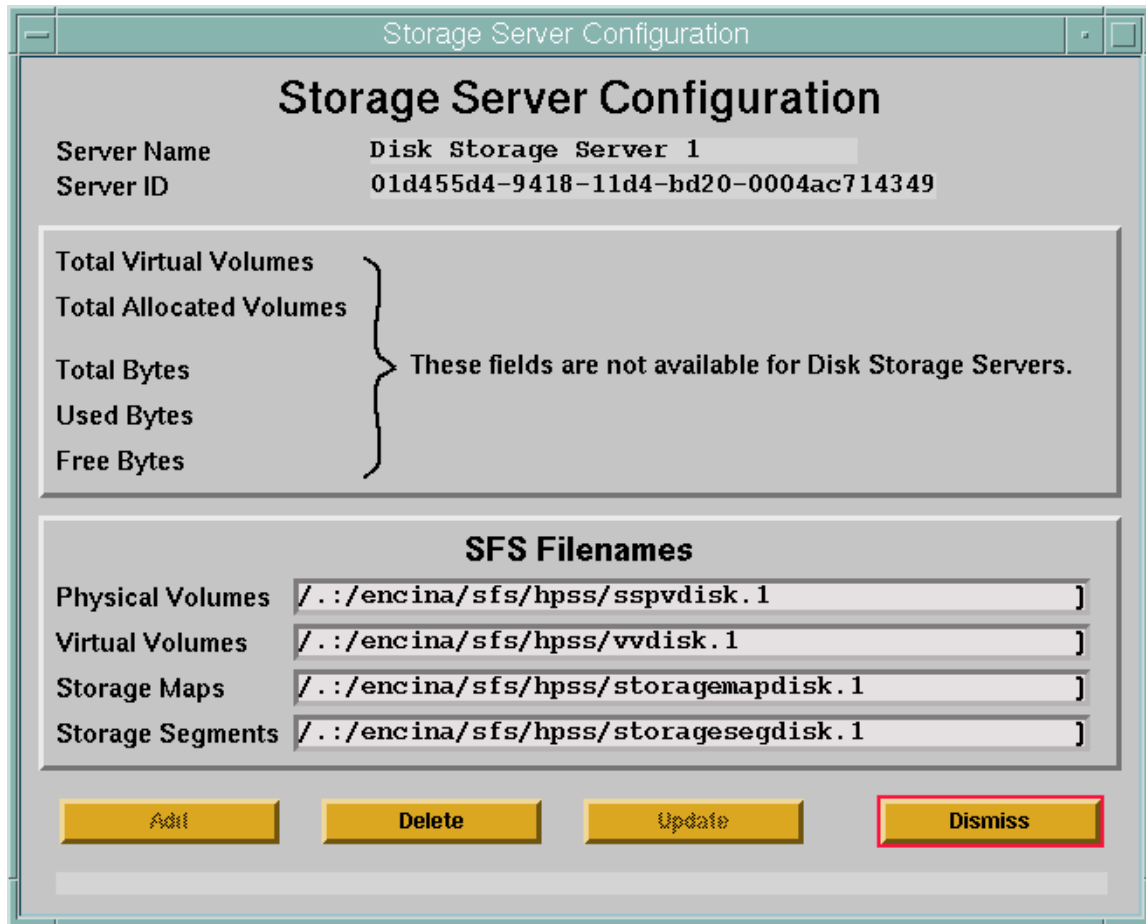 Storage Server Configuration
Storage Server Configuration
Server Name Disk Storage Server 1
Server ID 01d455d4-9418-11d4-bd20-0004ac714349
Total Virtual Volumes
Total Allocated Volumes
Total Bytes
These fields are not available for Disk Storage Servers.
Used Bytes
Free Bytes
SFS Filenames
Physical Volumes /.:/encina/sfs/hpss/sspvdisk.1
Virtual Volumes /.:/encina/sfs/hpss/vvdisk.1
Storage Maps /.:/encina/sfs/hpss/storagemapdisk.1
Storage Segments /.:/encina/sfs/hpss/storagesegdisk.1
Add Delete Update Dismiss